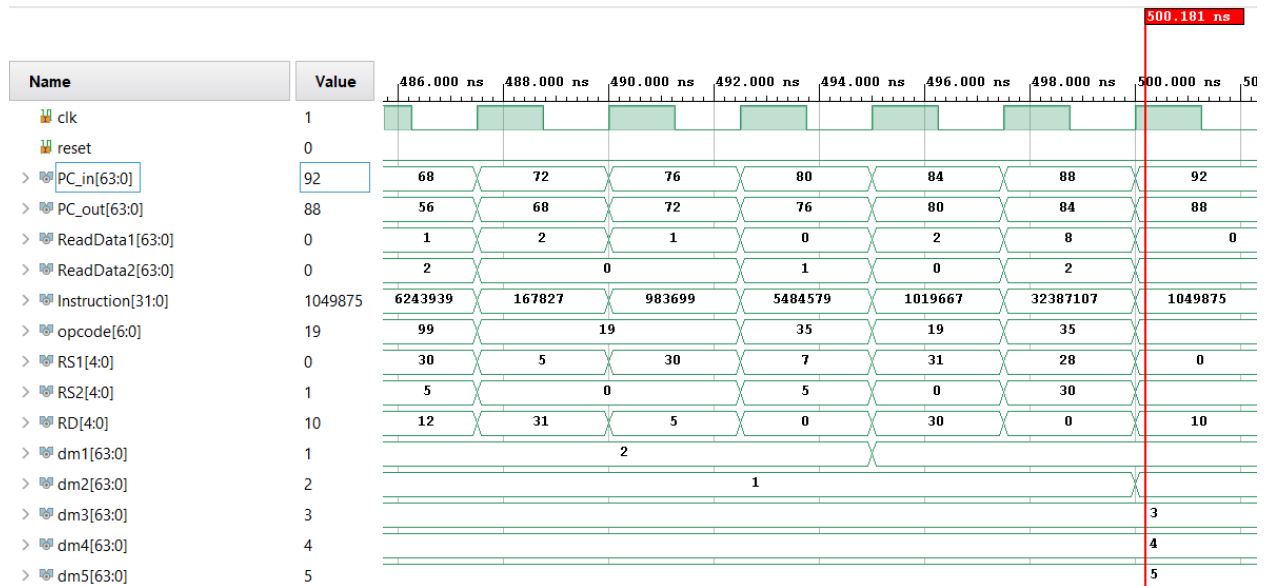 500.181 ns
Name Value 486.000 ns 488.000 ns 490.000 ns 492.000 ns 494.000 ns 496.000 ns 498.000 ns 500.000 ns 50
clk 1
reset 0
PC_in[63:0] 92 68 72 76 80 84 88 92
PC_out[63:0] 88 56 68 72 76 80 84 88
ReadData1[63:0] 0 1 2 1 0 2 8 0
ReadData2[63:0] 0 2 0 1 0 2
Instruction[31:0] 1049875 6243939 167827 983699 5484579 1019667 32387107 1049875
opcode[6:0] 19 99 19 35 19 35
RS1[4:0] 0 30 5 30 7 31 28 0
RS2[4:0] 1 5 0 5 0 30
RD[4:0] 10 12 31 5 0 30 0 10
dm1[63:0] 1 2
dm2[63:0] 2 1
dm3[63:0] 3 3
dm4[63:0] 4 4
dm5[63:0] 5 5